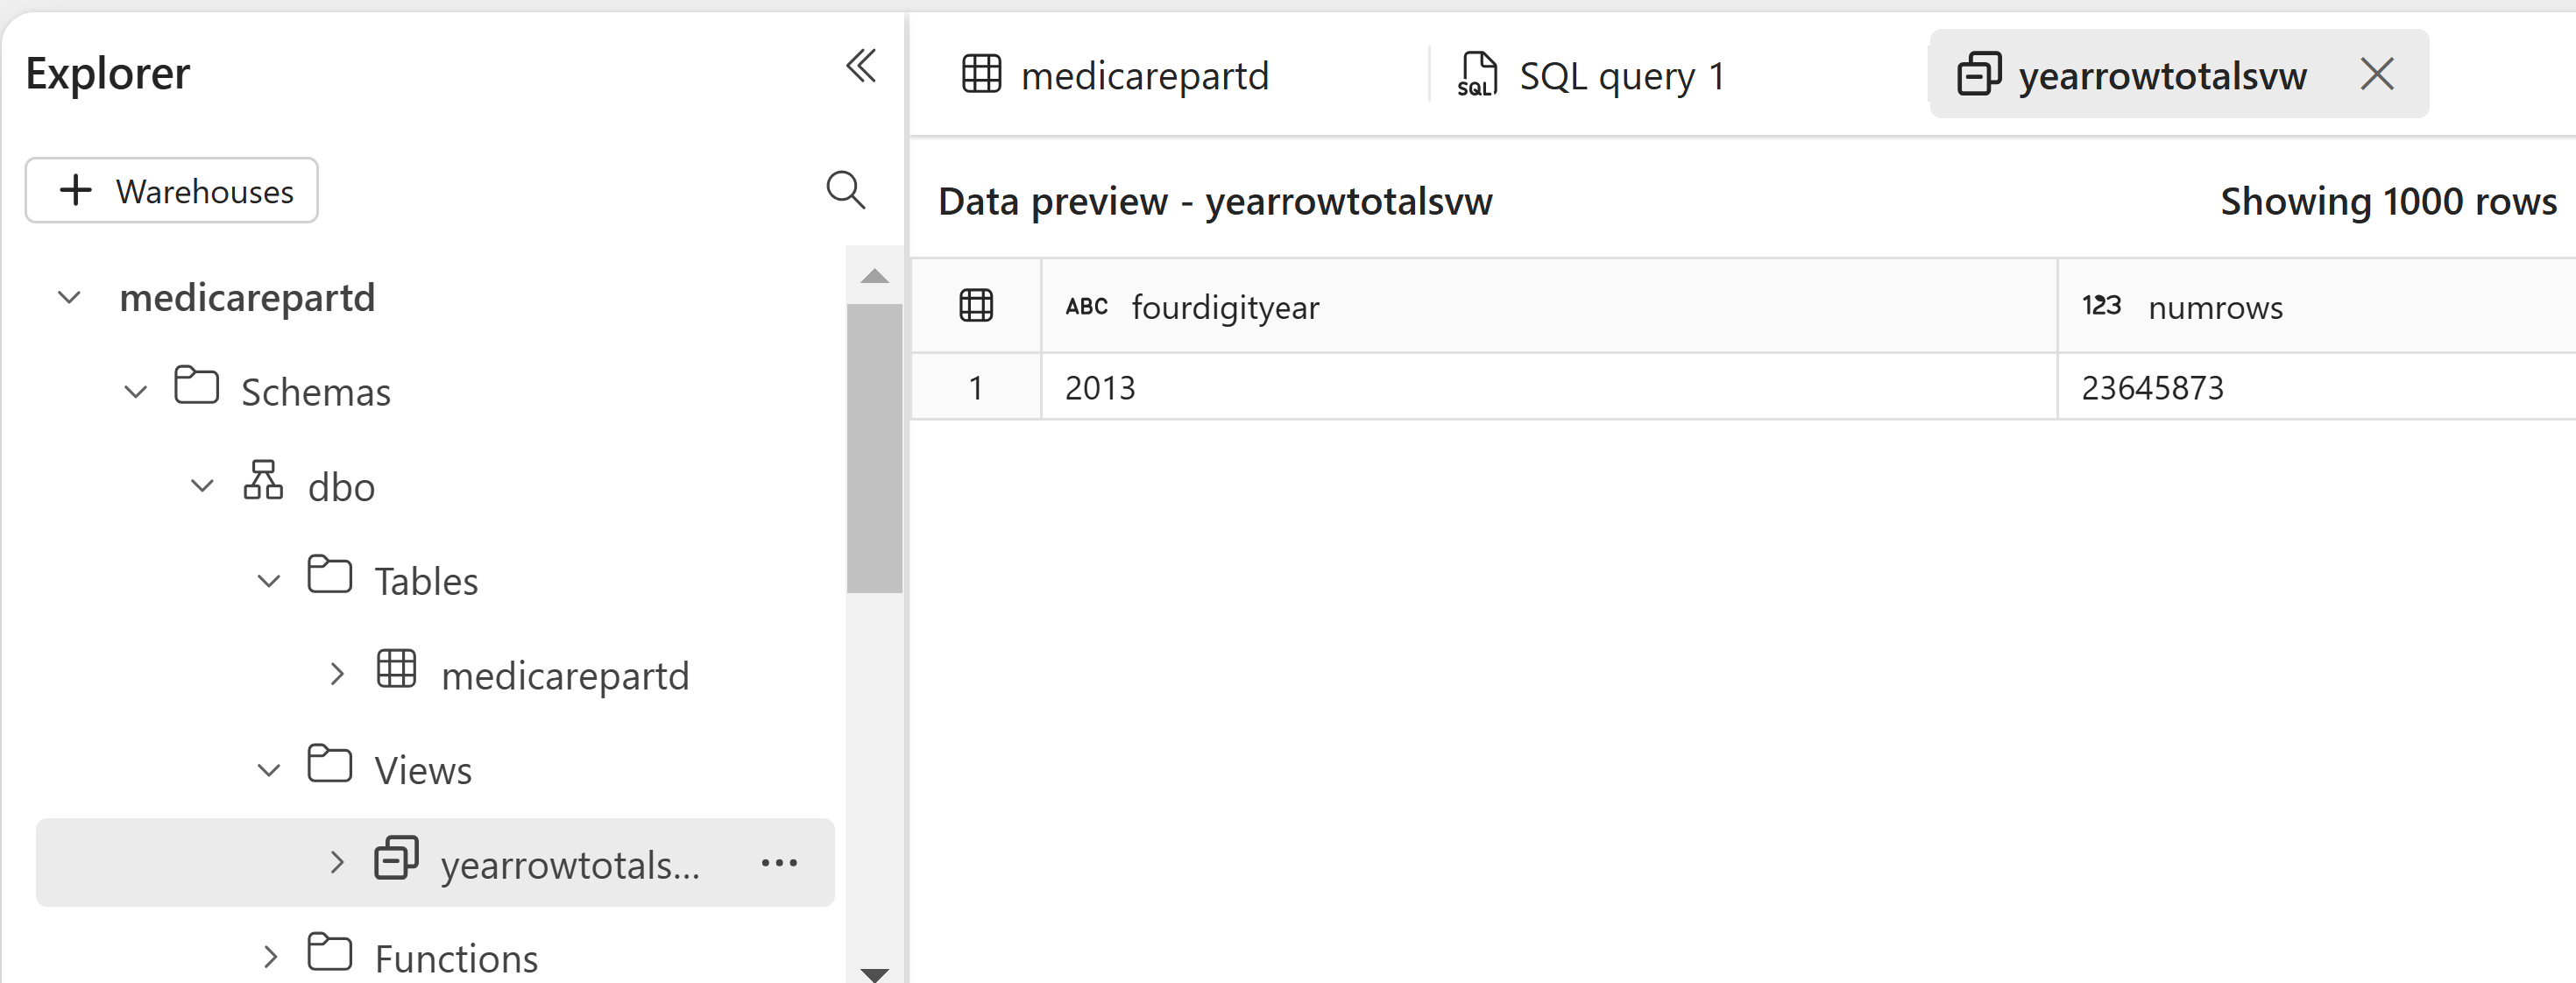 Explorer
Warehouses
medicarepartd
Schemas
dbo
Tables
medicarepartd
Views
yearrowtotals...
Functions
medicarepartd
SQL
SQL query 1
yearrowtotalsvw
Data preview - yearrowtotalsvw
Showing 1000 rows
ABC fourdigityear
123 numrows
1 2013 23645873